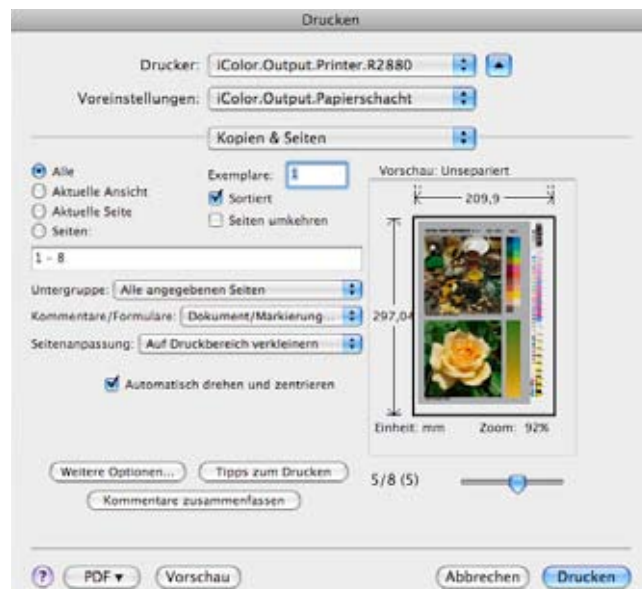 Drucken
Drucker: iColor.Output.Printer.R2880
Voreinstellungen: iColor.Output.Papierschacht
Kopien & Seiten
Alle
Aktuelle Ansicht
Aktuelle Seite
Seiten:
Exemplare: 1
Sortiert
Seiten umkehren
1 - 8
Untergruppe: Alle angegebenen Seiten
Kommentare/Formulare: Dokument/Markierung...
Seitenanpassung: Auf Druckbereich verkleinern
Automatisch drehen und zentrieren
Vorschau: Unsepariert
209,9
297,04
Einheit: mm Zoom: 92%
Weitere Optionen... Tipps zum Drucken
Kommentare zusammenfassen
5/8 (5)
? PDF ▾ Vorschau Abbrechen Drucken